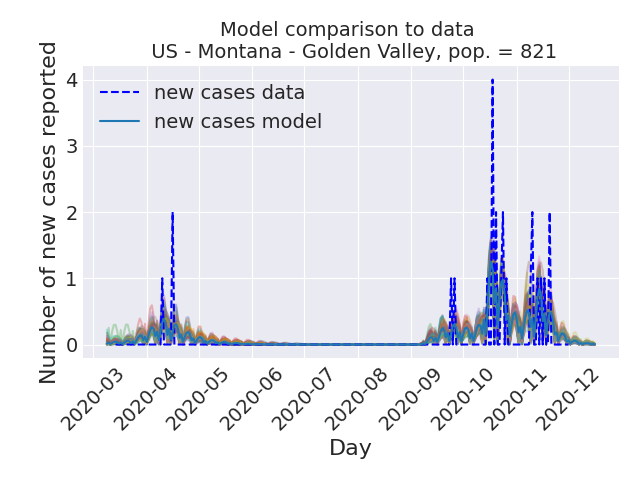 Model comparison to data
US - Montana - Golden Valley, pop. = 821
Number of new cases reported
4
3
2
1
0
new cases data
new cases model
2020-03
2020-04
2020-05
2020-06
2020-07
2020-08
2020-09
2020-10
2020-11
2020-12
Day